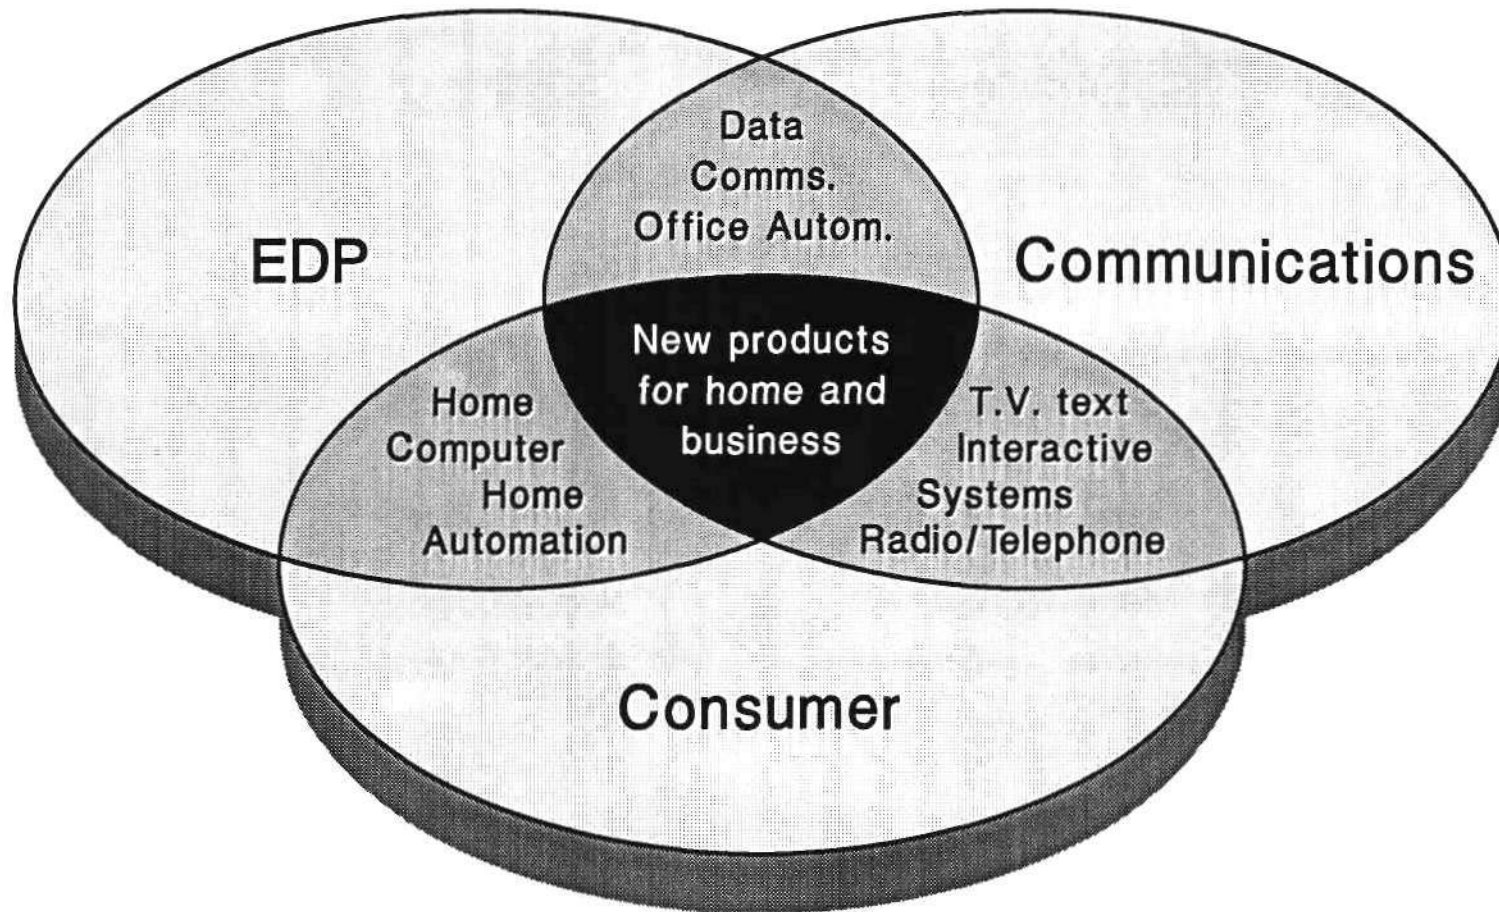 Data
Comms.
Office Autom.
EDP
Communications
New products
for home and
business
Home
Computer
Home
Automation
T.V. text
Interactive
Systems
Radio/Telephone
Consumer